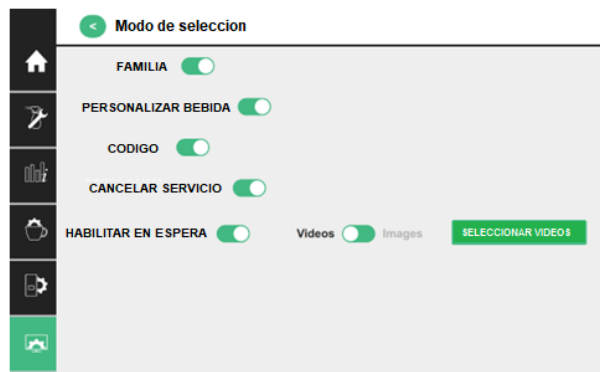 < Modo de seleccion
FAMILIA
PERSONALIZAR BEBIDA
CODIGO
CANCELAR SERVICIO
HABILITAR EN ESPERA Videos Images SELECCIONAR VIDEOS